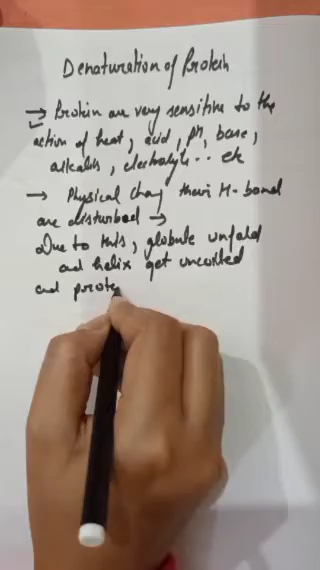 Denaturation of Protein
→ Protein are very sensitive to the
action of heat, acid, pH, base,
alkalis, electrolyte .. etc
→ Physical chang their H-bond
are disturbed →
Due to this, globule unfold
and helix get uncoiled
and prote